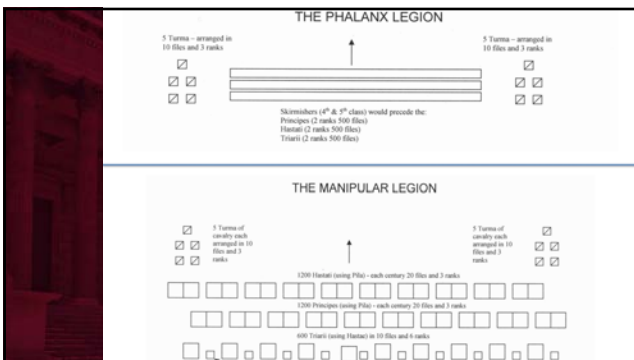 THE PHALANX LEGION
5 Turma – arranged in
10 files and 3 ranks
5 Turma – arranged in
10 files and 3 ranks
Skirmishers (4th & 5th class) would precede the:
Principes (2 ranks 500 files)
Hastati (2 ranks 500 files)
Triarii (2 ranks 500 files)
THE MANIPULAR LEGION
5 Turma of
cavalry each
arranged in 10
files and 3
ranks
5 Turma of
cavalry each
arranged in 10
files and 3
ranks
1200 Hastati (using Pila) - each century 20 files and 3 ranks
1200 Principes (using Pila) - each century 20 files and 3 ranks
600 Triarii (using Hastae) in 10 files and 6 ranks